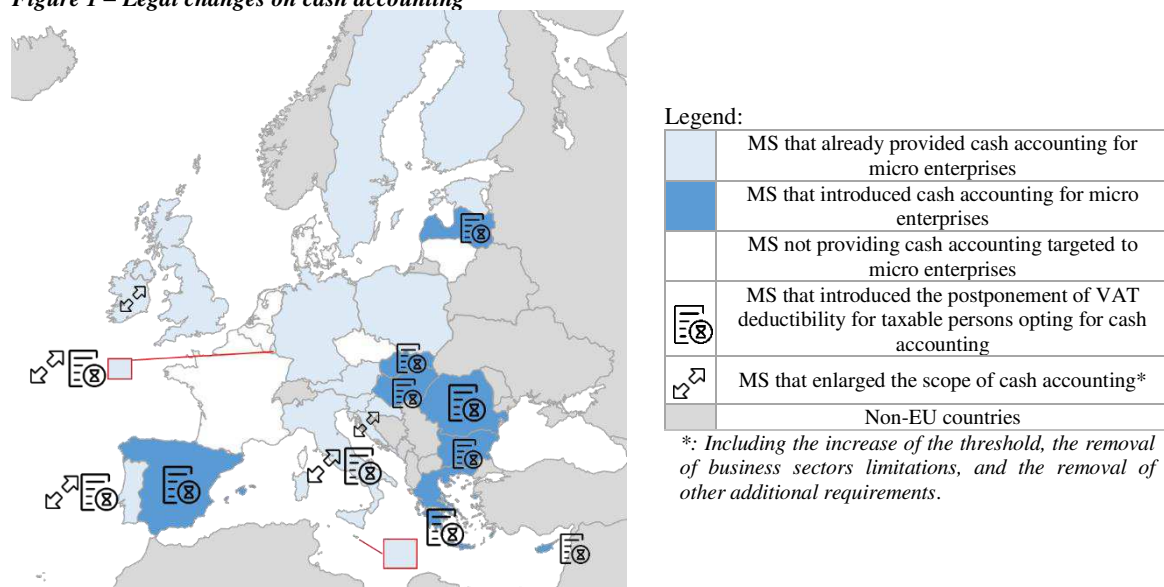 Figure 1 – Legal changes on cash accounting
Legend:
MS that already provided cash accounting for
micro enterprises
MS that introduced cash accounting for micro
enterprises
MS not providing cash accounting targeted to
micro enterprises
MS that introduced the postponement of VAT
deductibility for taxable persons opting for cash
accounting
MS that enlarged the scope of cash accounting*
Non-EU countries
*: Including the increase of the threshold, the removal
of business sectors limitations, and the removal of
other additional requirements.